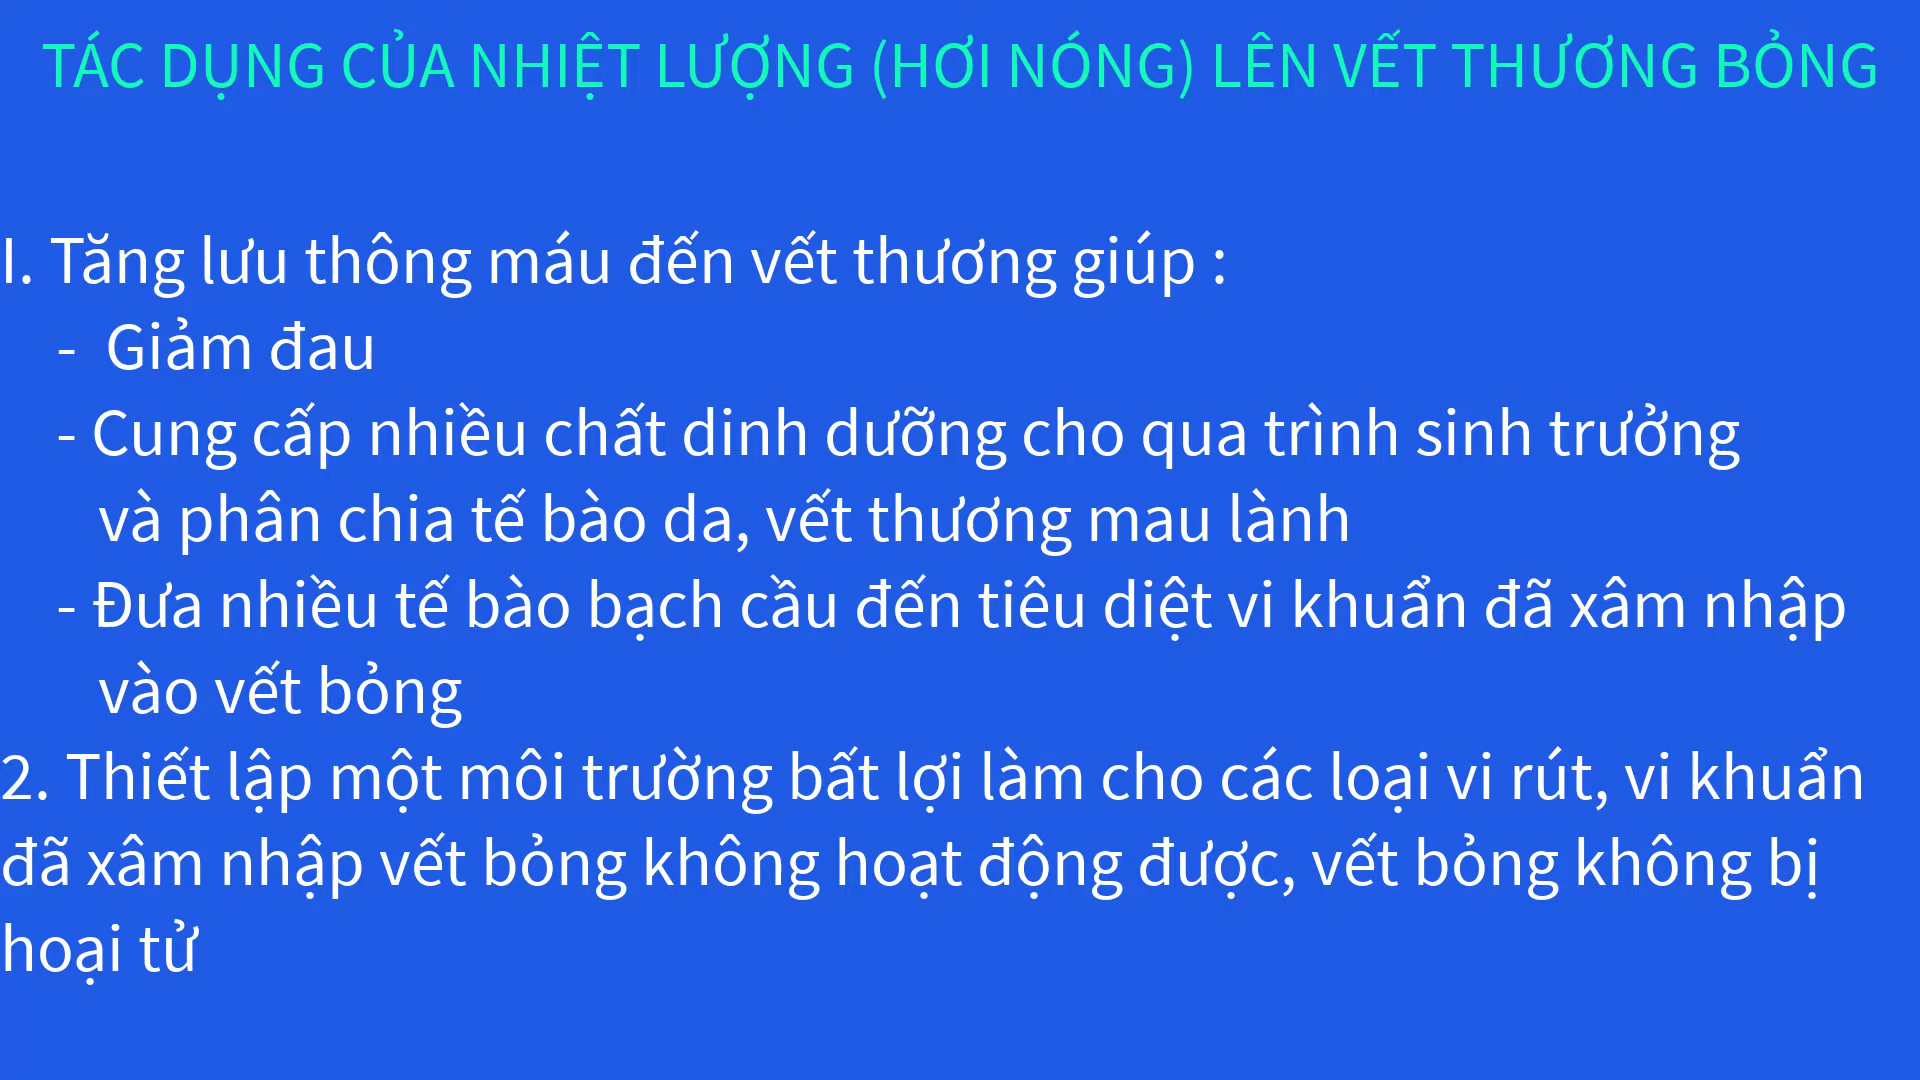 TÁC DỤNG CỦA NHIỆT LƯỢNG (HƠI NÓNG) LÊN VẾT THƯƠNG BỎNG
I. Tăng lưu thông máu đến vết thương giúp :
- Giảm đau
- Cung cấp nhiều chất dinh dưỡng cho qua trình sinh trưởng
và phân chia tế bào da, vết thương mau lành
- Đưa nhiều tế bào bạch cầu đến tiêu diệt vi khuẩn đã xâm nhập
vào vết bỏng
2. Thiết lập một môi trường bất lợi làm cho các loại vi rút, vi khuẩn
đã xâm nhập vết bỏng không hoạt động được, vết bỏng không bị
hoại tử